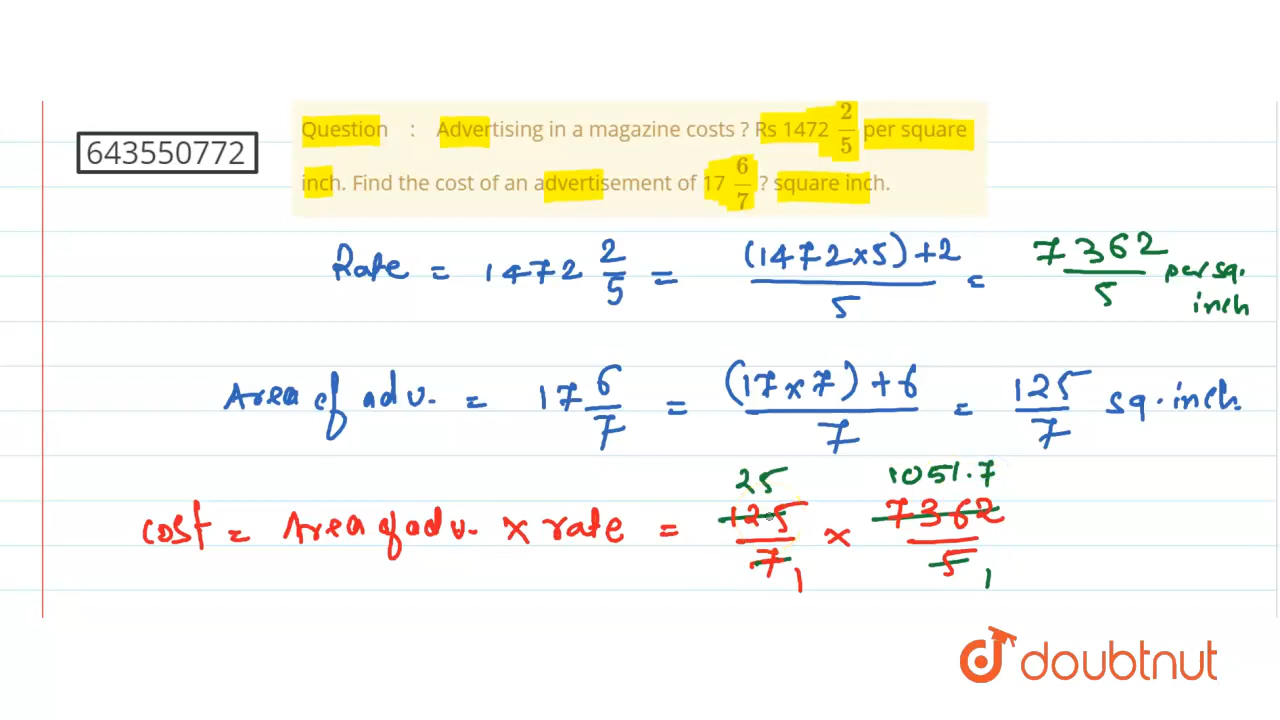 643550772
Question : Advertising in a magazine costs ? Rs 1472 2/5 per square
inch. Find the cost of an advertisement of 17 6/7 ? square inch.
Rate = 1472 2/5 = (1472×5)+2/5 = 7362/5 per sq. inch
Area of adv. = 17 6/7 = (17×7)+6/7 = 125/7 sq. inch
25 1051.7
cost = Area of adv. × rate = 125/7 × 7362/5
1 1
doubtnut